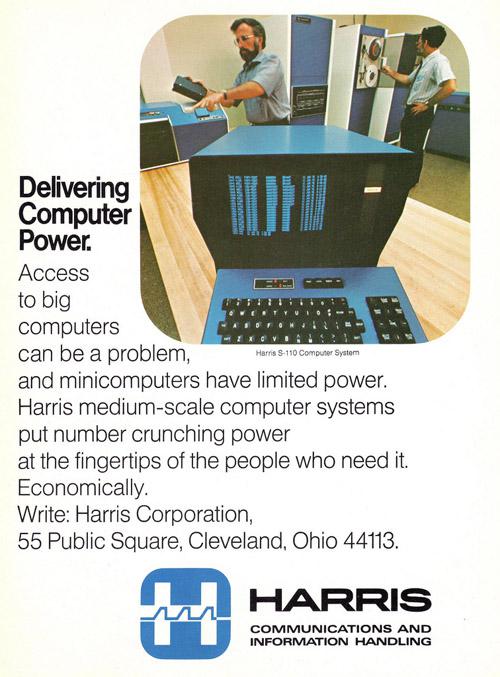 Delivering
Computer
Power.
Harris S-110 Computer System
Access
to big
computers
can be a problem,
and minicomputers have limited power.
Harris medium-scale computer systems
put number crunching power
at the fingertips of the people who need it.
Economically.
Write: Harris Corporation,
55 Public Square, Cleveland, Ohio 44113.
H
HARRIS
COMMUNICATIONS AND
INFORMATION HANDLING